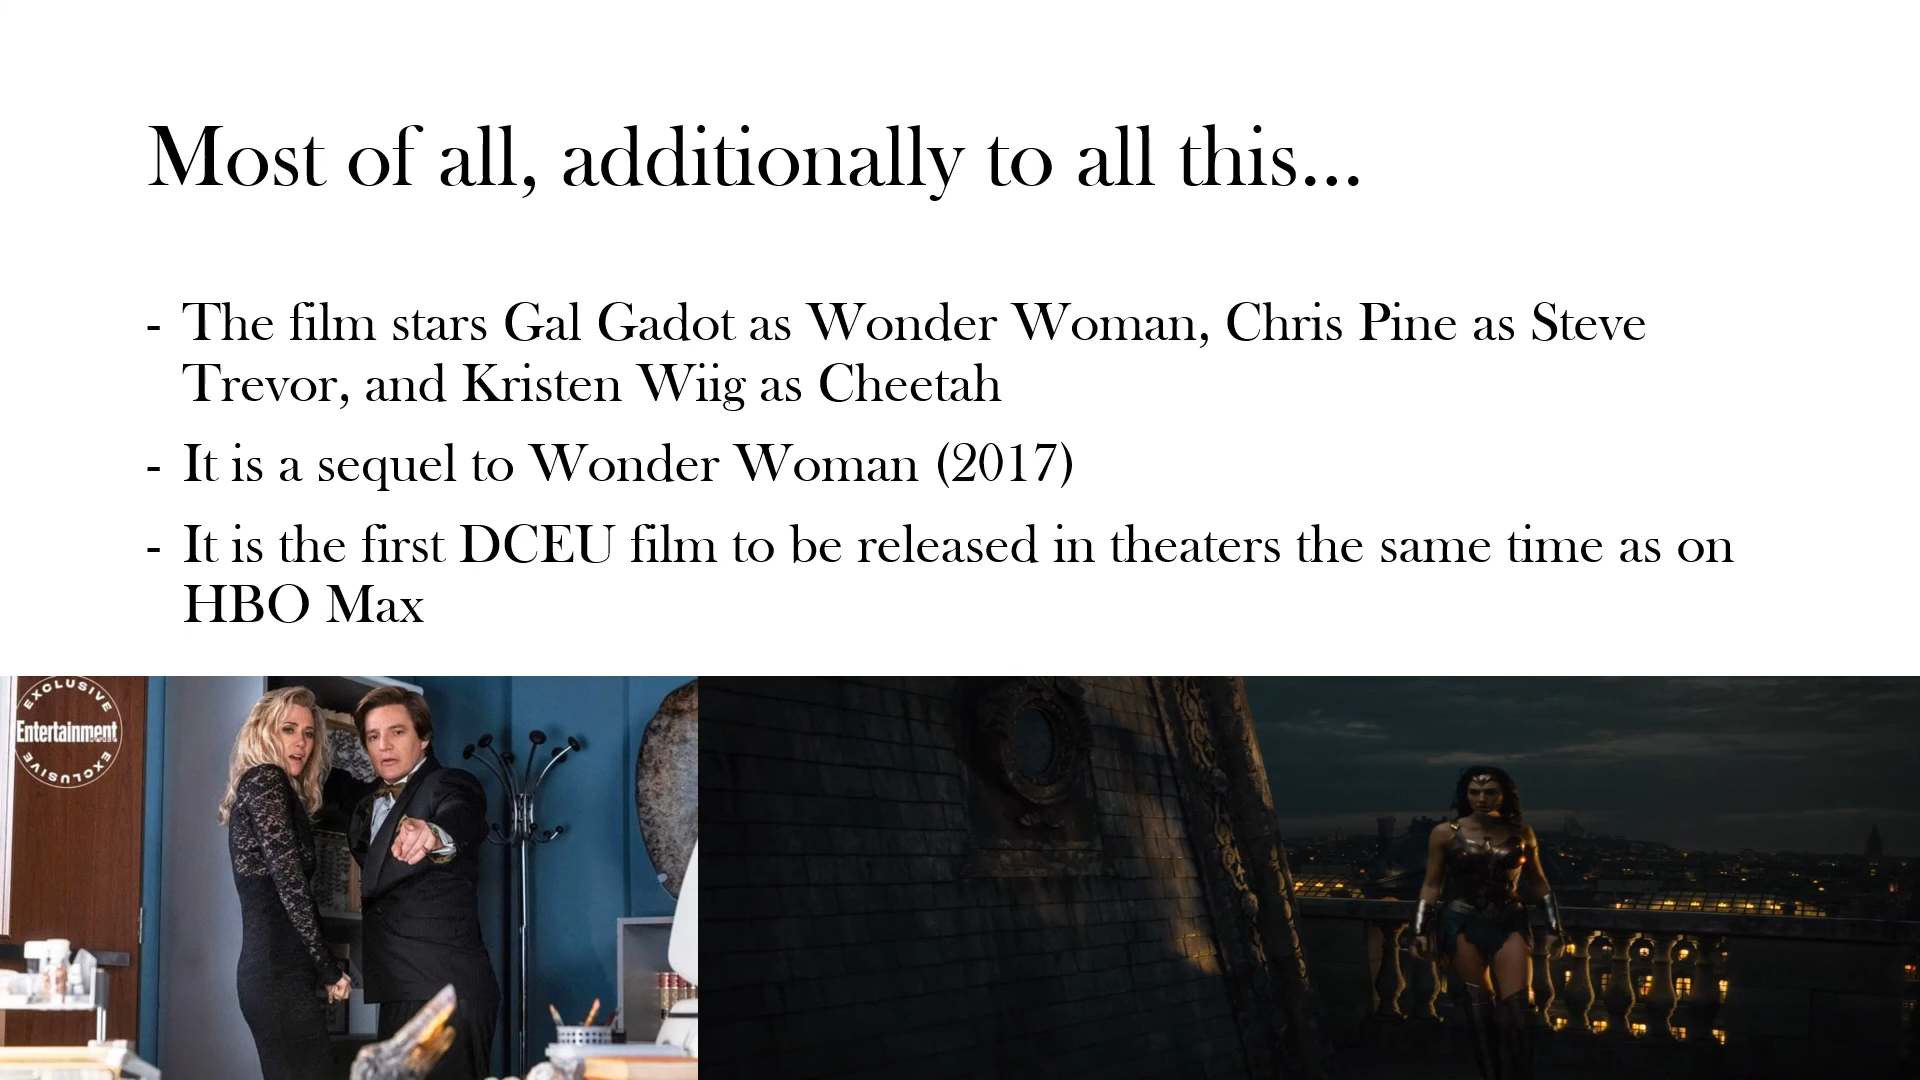 Most of all, additionally to all this...
- The film stars Gal Gadot as Wonder Woman, Chris Pine as Steve
Trevor, and Kristen Wiig as Cheetah
- It is a sequel to Wonder Woman (2017)
- It is the first DCEU film to be released in theaters the same time as on
HBO Max
EXCLUSIVE
Entertainment
EXCLUSIVE